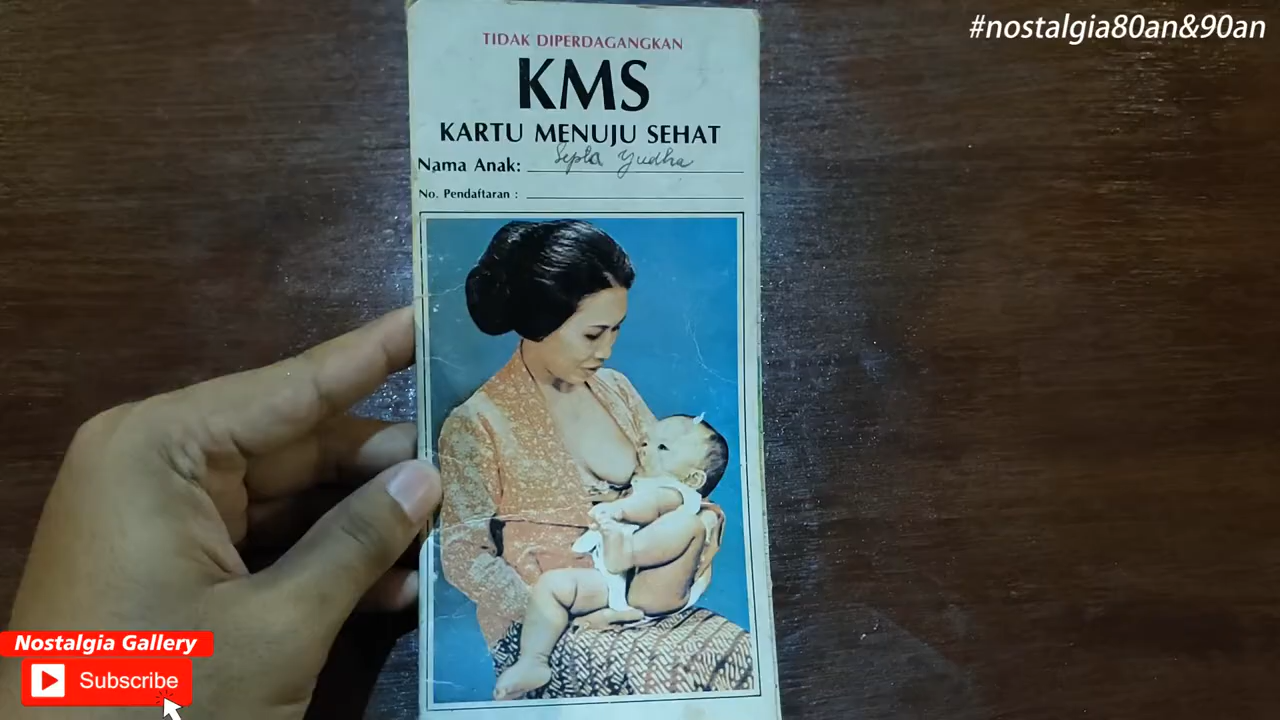 #nostalgia80an&90an
TIDAK DIPERDAGANGKAN
KMS
KARTU MENUJU SEHAT
Nama Anak: Septa Yudha
No. Pendaftaran :
Nostalgia Gallery
Subscribe